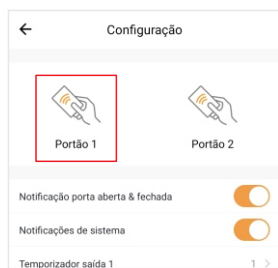 Configuração
Portão 1
Portão 2
Notificação porta aberta & fechada
Notificações de sistema
Temporizador saída 1
1